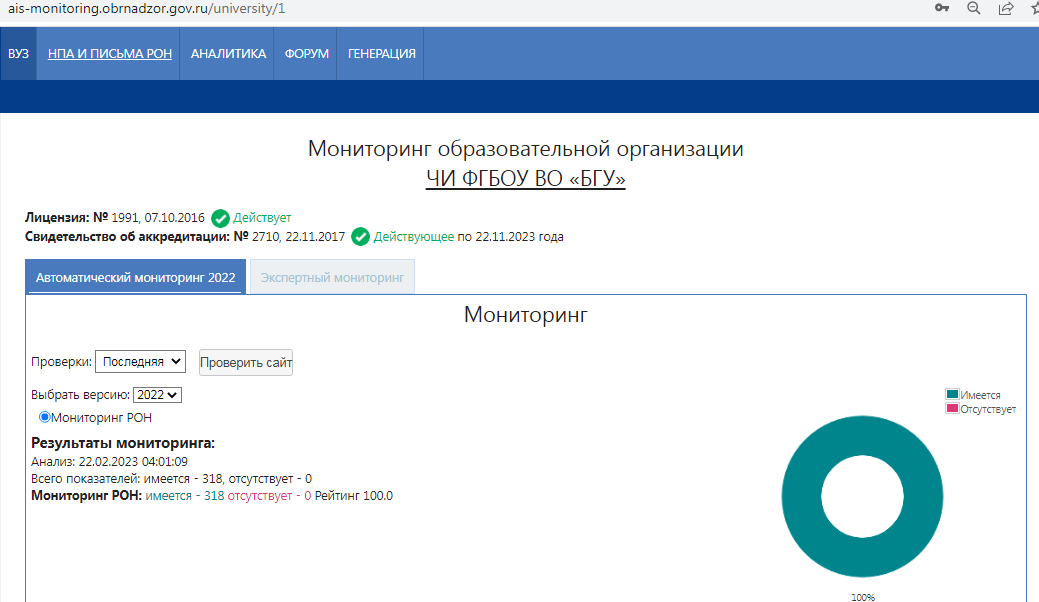 ais-monitoring.obrnadzor.gov.ru/university/1
ВУЗ НПА И ПИСЬМА РОН АНАЛИТИКА ФОРУМ ГЕНЕРАЦИЯ
Мониторинг образовательной организации
ЧИ ФГБОУ ВО «БГУ»
Лицензия: № 1991, 07.10.2016 Действует
Свидетельство об аккредитации: № 2710, 22.11.2017 Действующее по 22.11.2023 года
Автоматический мониторинг 2022 Экспертный мониторинг
Мониторинг
Проверки: Последняя Проверить сайт
Выбрать версию: 2022
Имеется
Мониторинг РОН
Отсутствует
Результаты мониторинга:
Анализ: 22.02.2023 04:01:09
Всего показателей: имеется - 318, отсутствует - 0
Мониторинг РОН: имеется - 318 отсутствует - 0 Рейтинг 100.0
100%